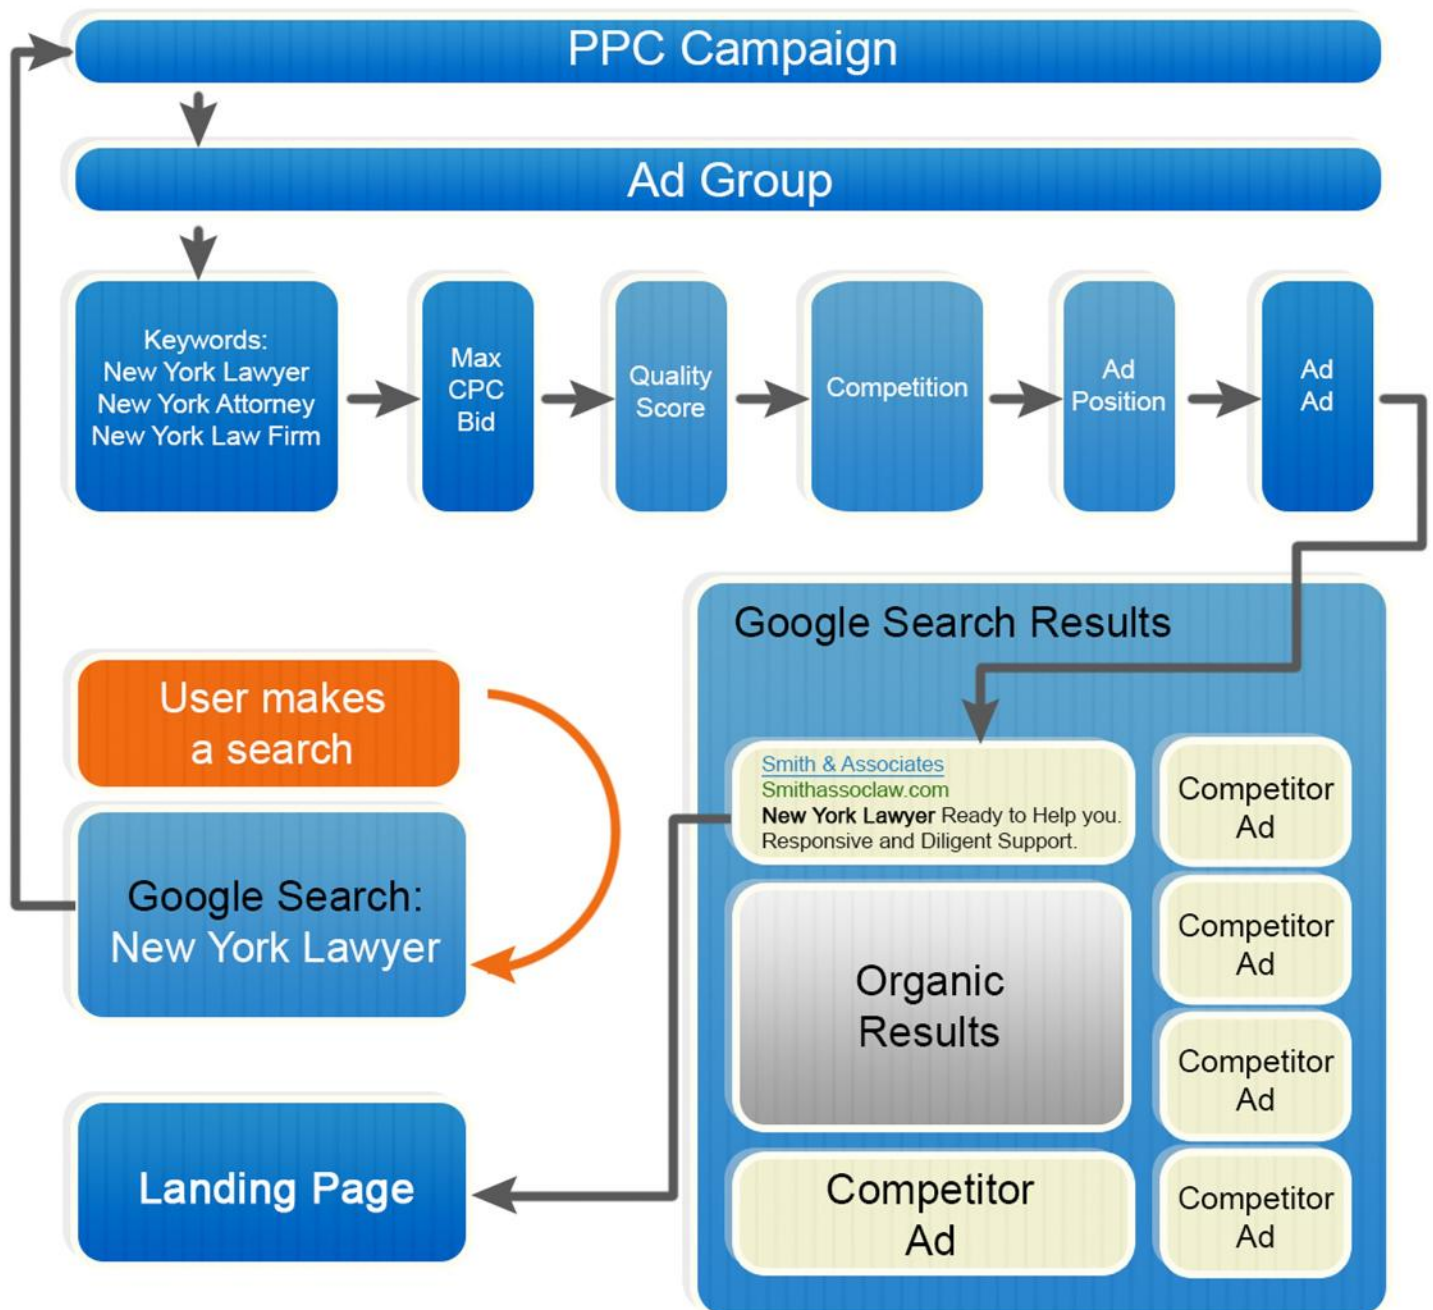 PPC Campaign
Ad Group
Keywords:
New York Lawyer
New York Attorney
New York Law Firm
Max
CPC
Bid
Quality
Score
Competition
Ad
Position
Ad
Ad
User makes
a search
Google Search:
New York Lawyer
Landing Page
Google Search Results
Smith & Associates
Smithassoclaw.com
New York Lawyer Ready to Help you.
Responsive and Diligent Support.
Organic
Results
Competitor
Ad
Competitor
Ad
Competitor
Ad
Competitor
Ad
Competitor
Ad